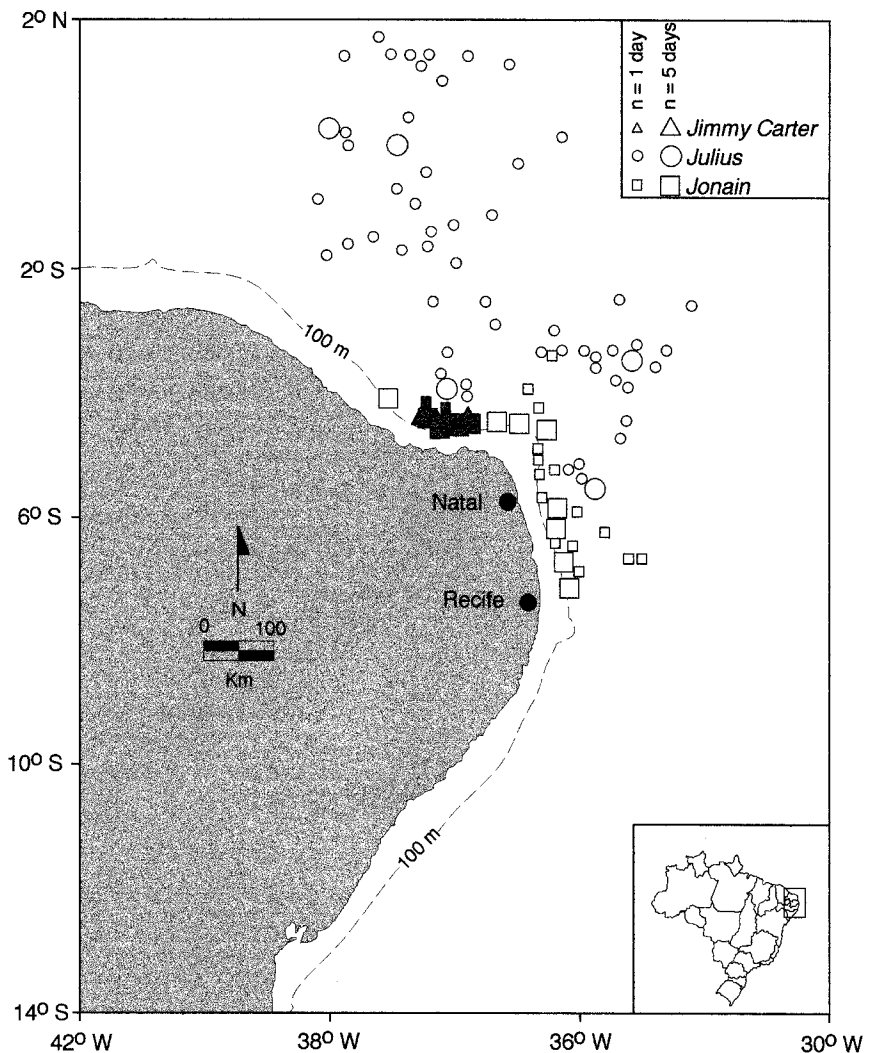 2º N
n = 1 day
n = 5 days
Jimmy Carter
Julius
Jonain
2º S
100 m
Natal
6º S
Recife
N
0 100
Km
10º S
100 m
14º S
42º W
38º W
36º W
30º W